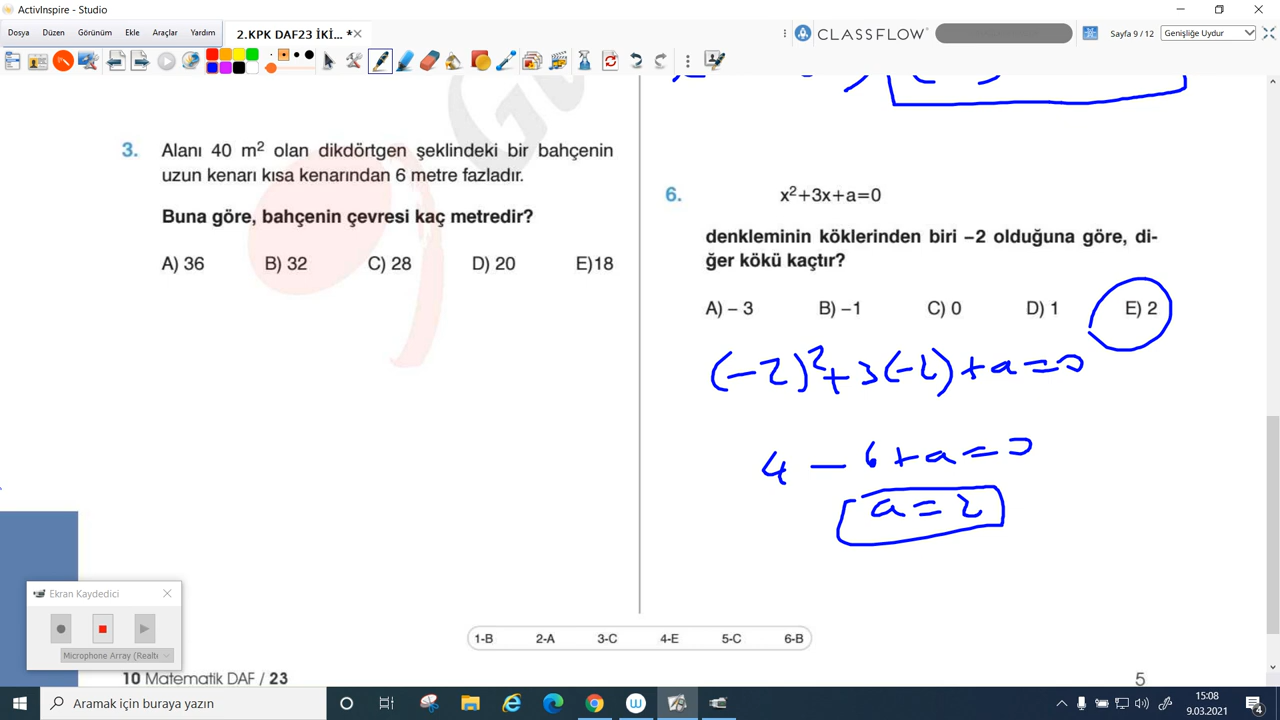 ActivInspire - Studio
Dosya Düzen Görünüm Ekle Araçlar Yardım
2.KPK DAF23 İKİ... *
CLASSFLOW
Sayfa 9 / 12
Genişliğe Uydur
3. Alanı 40 m² olan dikdörtgen şeklindeki bir bahçenin
uzun kenarı kısa kenarından 6 metre fazladır.
Buna göre, bahçenin çevresi kaç metredir?
A) 36 B) 32 C) 28 D) 20 E)18
6. x²+3x+a=0
denkleminin köklerinden biri −2 olduğuna göre, di-
ğer kökü kaçtır?
A) – 3 B) −1 C) 0 D) 1 E) 2
(-2)²+3(-2)+a=0
4-6+a=0
a=2
Ekran Kaydedici
Microphone Array (Realte
1-B 2-A 3-C 4-E 5-C 6-B
10 Matematik DAF / 23
5
Aramak için buraya yazın
15:08
9.03.2021
4